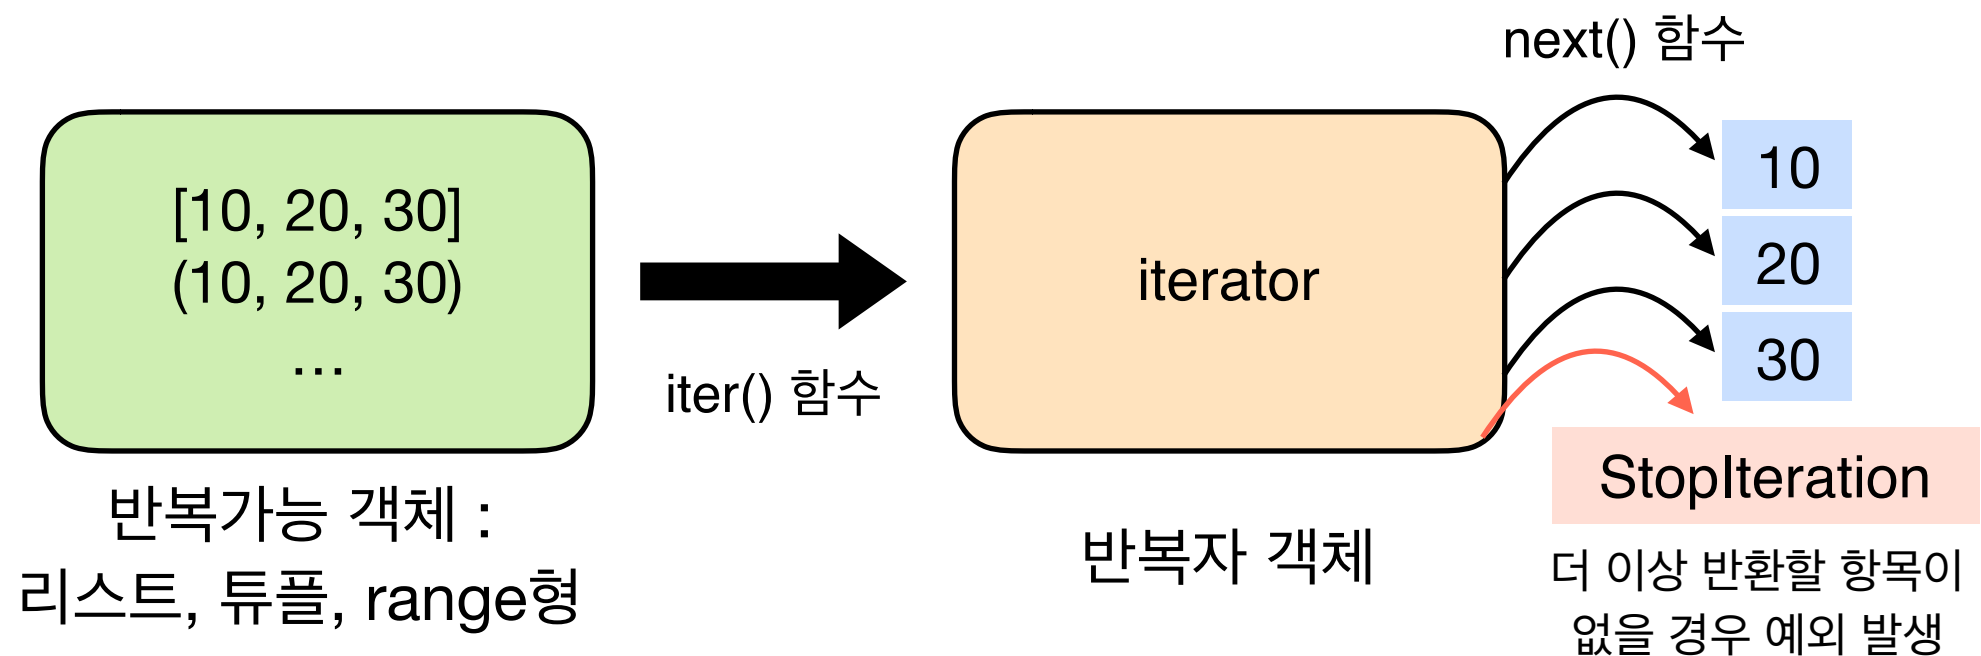 [10, 20, 30]
(10, 20, 30)
...
반복가능 객체 :
리스트, 튜플, range형
iter() 함수
iterator
반복자 객체
next() 함수
10
20
30
StopIteration
더 이상 반환할 항목이
없을 경우 예외 발생